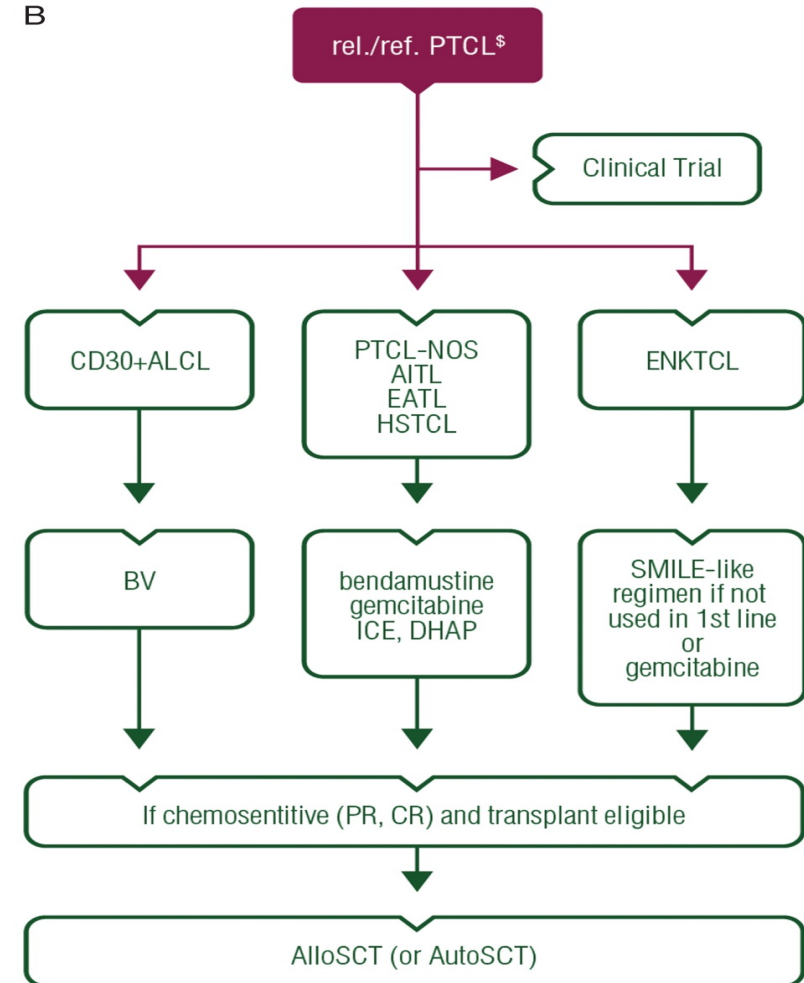 B
rel./ref. PTCL$
Clinical Trial
CD30+ALCL
PTCL-NOS
AITL
EATL
HSTCL
ENKTCL
BV
bendamustine
gemcitabine
ICE, DHAP
SMILE-like
regimen if not
used in 1st line
or
gemcitabine
If chemosentitive (PR, CR) and transplant eligible
AlloSCT (or AutoSCT)